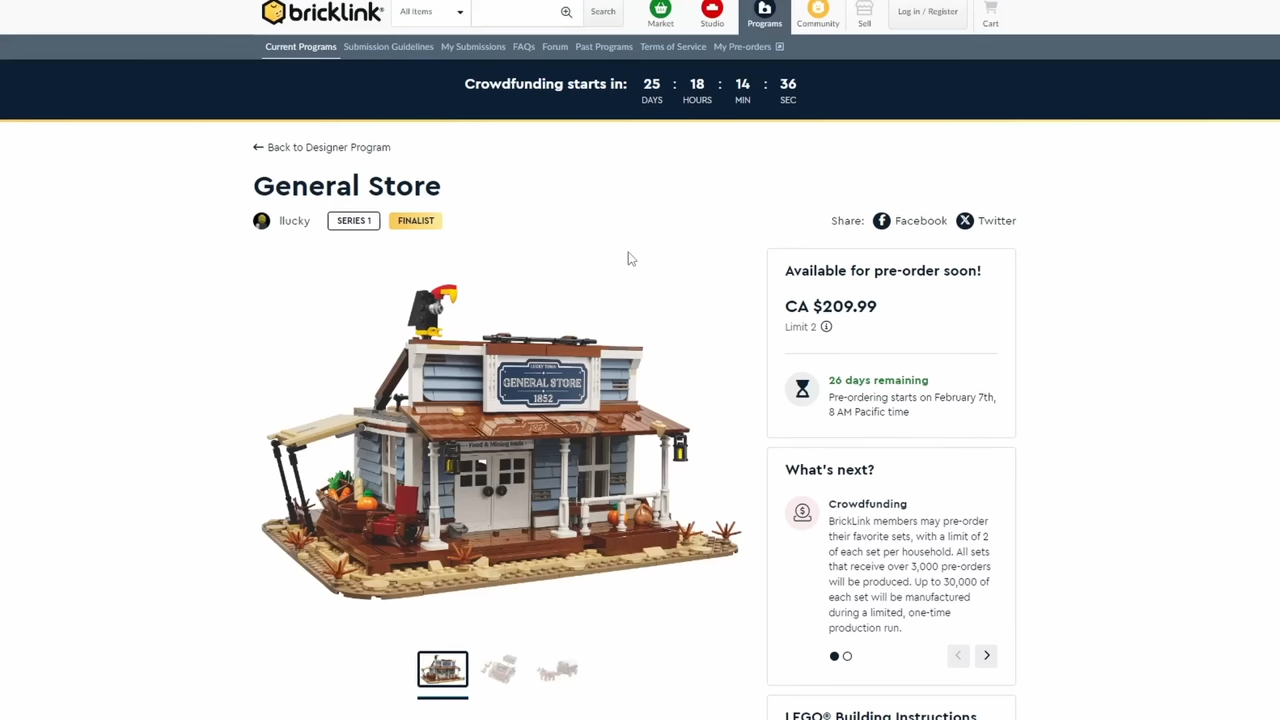 bricklink
All Items
Search
Market
Studio
Programs
Community
Sell
Log in / Register
Cart
Current Programs
Submission Guidelines
My Submissions
FAQs
Forum
Past Programs
Terms of Service
My Pre-orders
Crowdfunding starts in: 25 : 18 : 14 : 36
DAYS HOURS MIN SEC
← Back to Designer Program
General Store
llucky SERIES 1 FINALIST
Share: Facebook Twitter
LUCKY TOWN
GENERAL STORE
1852
Food & Mining tools
Available for pre-order soon!
CA $209.99
Limit 2
26 days remaining
Pre-ordering starts on February 7th,
8 AM Pacific time
What's next?
Crowdfunding
BrickLink members may pre-order
their favorite sets, with a limit of 2
of each set per household. All sets
that receive over 3,000 pre-orders
will be produced. Up to 30,000 of
each set will be manufactured
during a limited, one-time
production run.
LEGO® Building Instructions